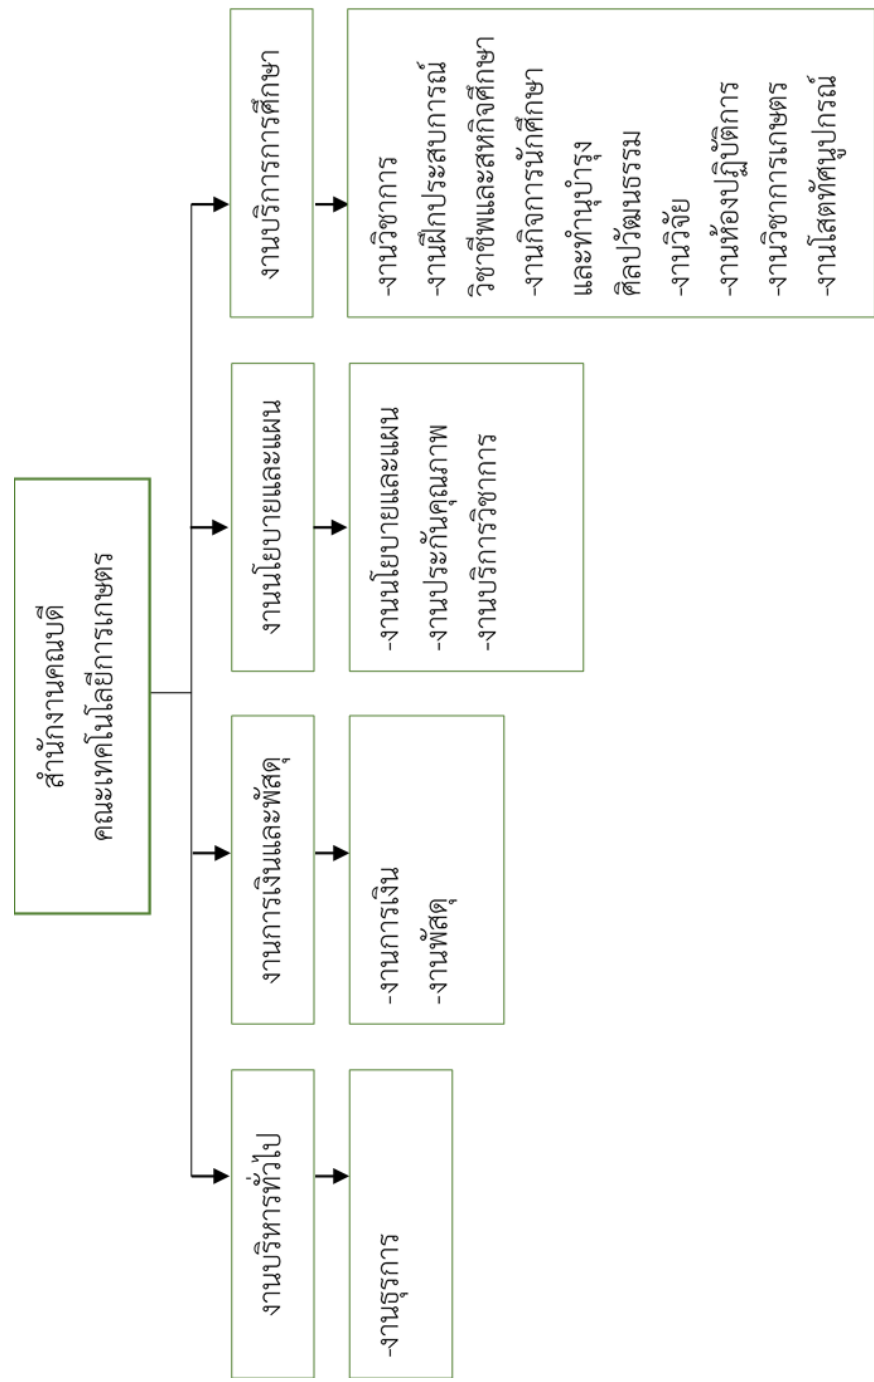 สำนักงานคณบดี
คณะเทคโนโลยีการเกษตร
งานบริหารทั่วไป
-งานธุรการ
งานการเงินและพัสดุ
-งานการเงิน
-งานพัสดุ
งานนโยบายและแผน
-งานนโยบายและแผน
-งานประกันคุณภาพ
-งานบริการวิชาการ
งานบริการการศึกษา
-งานวิชาการ
-งานฝึกประสบการณ์
วิชาชีพและสหกิจศึกษา
-งานกิจการนักศึกษา
และทำนุบำรุง
ศิลปวัฒนธรรม
-งานวิจัย
-งานห้องปฏิบัติการ
-งานวิชาการเกษตร
-งานโสตทัศนูปกรณ์